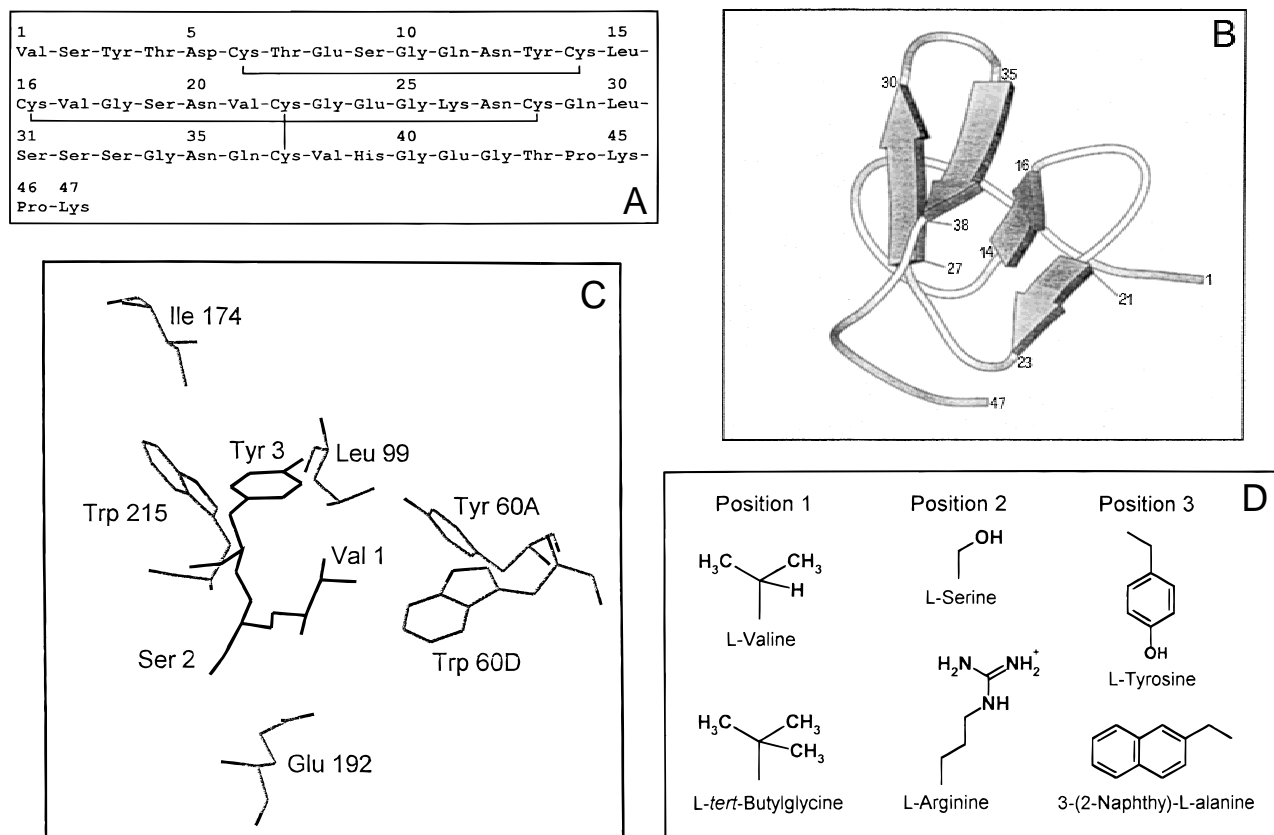 1 5 10 15
Val-Ser-Tyr-Thr-Asp-Cys-Thr-Glu-Ser-Gly-Gln-Asn-Tyr-Cys-Leu-
16 20 25 30
Cys-Val-Gly-Ser-Asn-Val-Cys-Gly-Glu-Gly-Lys-Asn-Cys-Gln-Leu-
31 35 40 45
Ser-Ser-Ser-Gly-Asn-Gln-Cys-Val-His-Gly-Glu-Gly-Thr-Pro-Lys-
46 47
Pro-Lys
A
B
30
35
16
38
27
14
1
21
23
47
C
Ile 174
Tyr 3
Leu 99
Trp 215
Tyr 60A
Val 1
Ser 2
Trp 60D
Glu 192
D
Position 1 Position 2 Position 3
OH
H3C CH3
H
L-Serine
L-Valine
OH
L-Tyrosine
H2N NH2+
NH
H3C CH3
CH3
L-tert-Butylglycine
L-Arginine
3-(2-Naphthy)-L-alanine